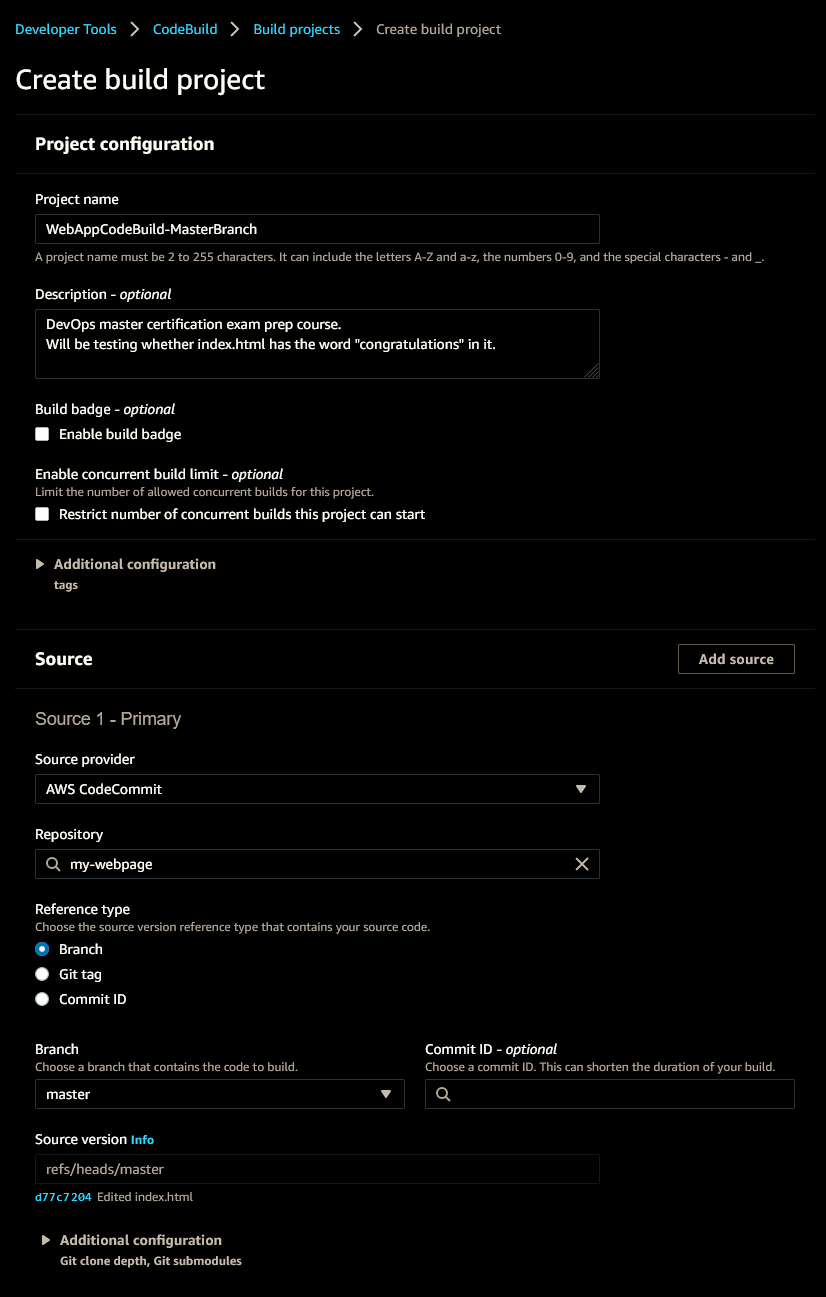 Developer Tools > CodeBuild > Build projects > Create build project
Create build project
Project configuration
Project name
WebAppCodeBuild-MasterBranch
A project name must be 2 to 255 characters. It can include the letters A-Z and a-z, the numbers 0-9, and the special characters - and _.
Description - optional
DevOps master certification exam prep course.
Will be testing whether index.html has the word "congratulations" in it.
Build badge - optional
Enable build badge
Enable concurrent build limit - optional
Limit the number of allowed concurrent builds for this project.
Restrict number of concurrent builds this project can start
Additional configuration
tags
Source
Add source
Source 1 - Primary
Source provider
AWS CodeCommit
Repository
my-webpage
Reference type
Choose the source version reference type that contains your source code.
Branch
Git tag
Commit ID
Branch
Choose a branch that contains the code to build.
master
Commit ID - optional
Choose a commit ID. This can shorten the duration of your build.
Source version Info
refs/heads/master
d77c7204 Edited index.html
Additional configuration
Git clone depth, Git submodules